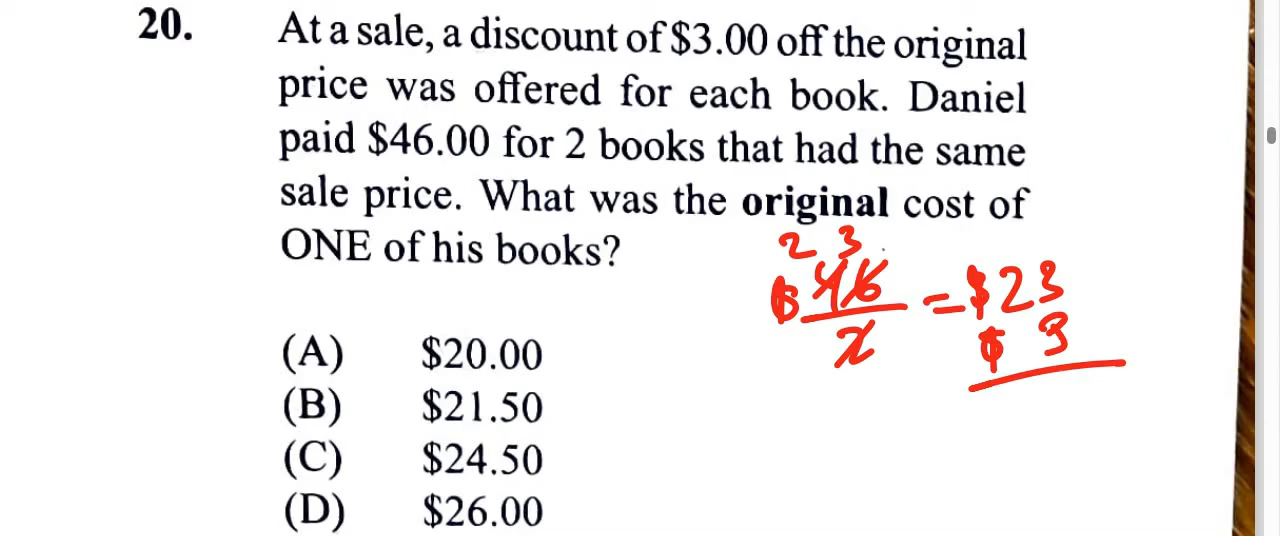 20. At a sale, a discount of $3.00 off the original
price was offered for each book. Daniel
paid $46.00 for 2 books that had the same
sale price. What was the original cost of
ONE of his books?
2 3
$46 = $23
2 $ 3
(A) $20.00
(B) $21.50
(C) $24.50
(D) $26.00